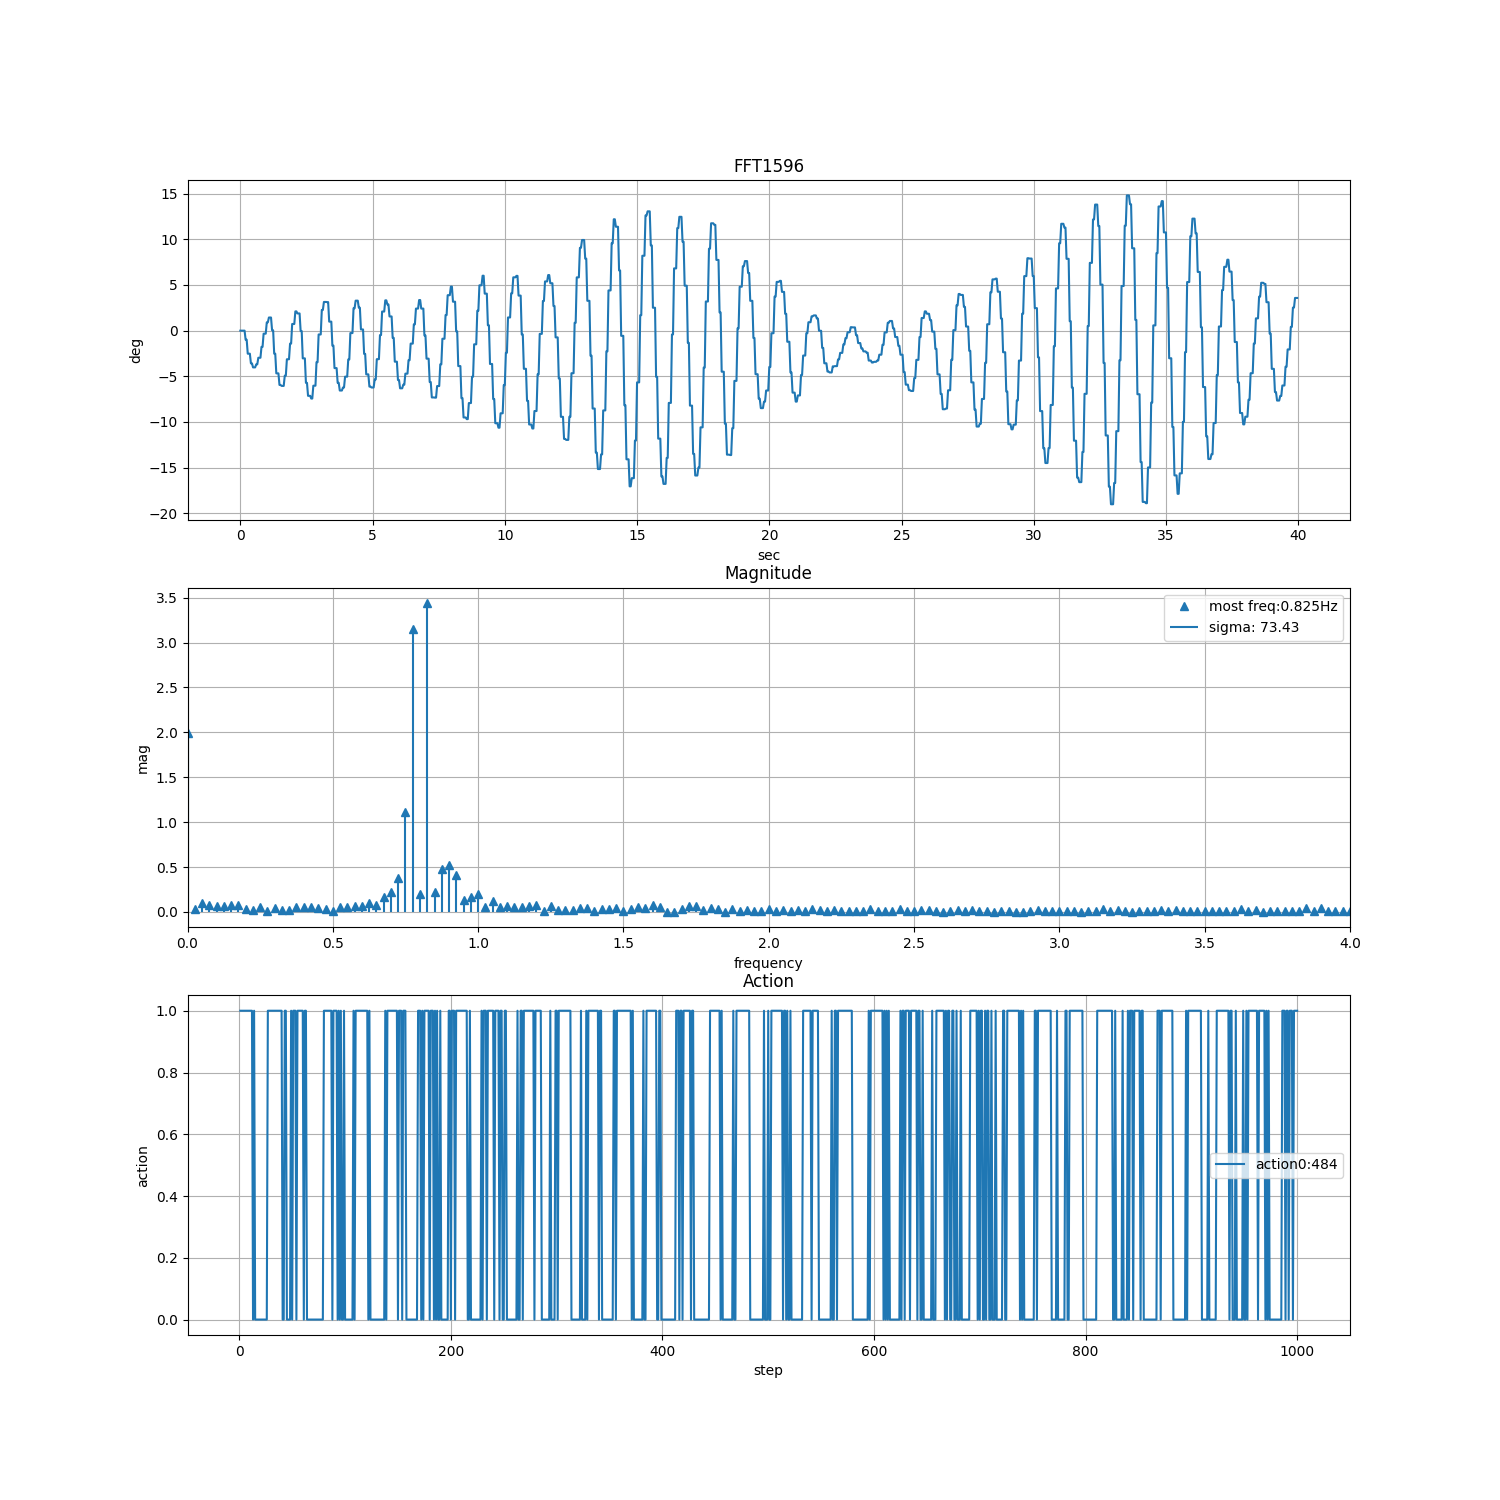 FFT1596
15
10
5
0
−5
−10
−15
−20
deg
0 5 10 15 20 25 30 35 40
sec
Magnitude
3.5
3.0
2.5
2.0
1.5
1.0
0.5
0.0
mag
most freq:0.825Hz
sigma: 73.43
0.0 0.5 1.0 1.5 2.0 2.5 3.0 3.5 4.0
frequency
Action
1.0
0.8
0.6
0.4
0.2
0.0
action
action0:484
0 200 400 600 800 1000
step